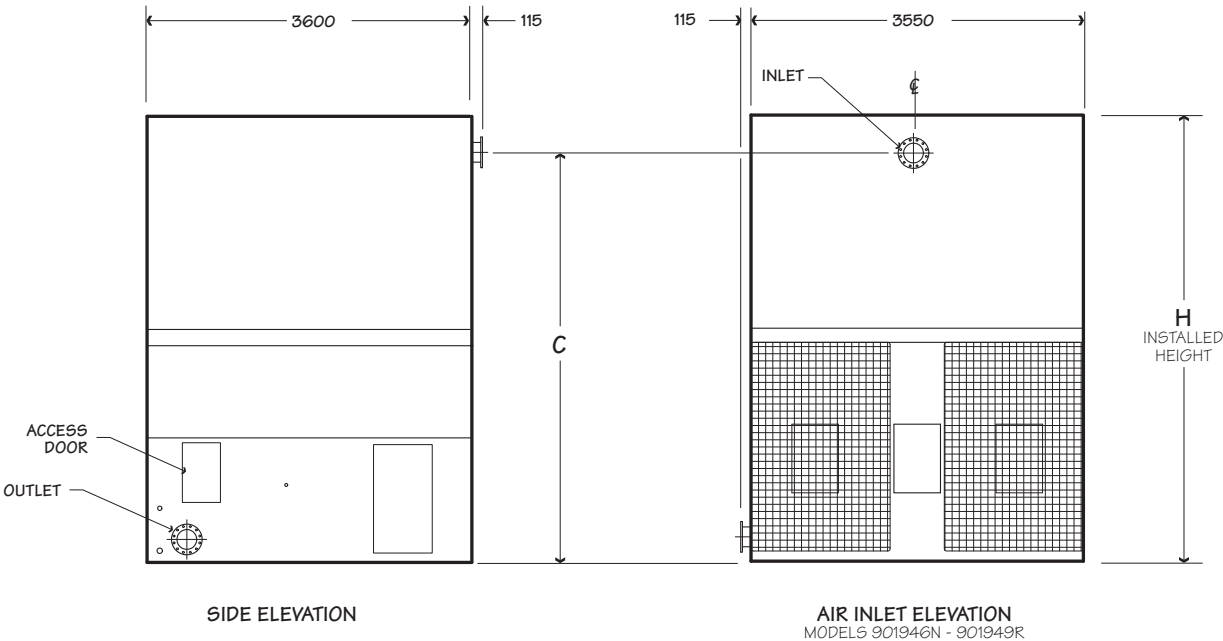 3600
115
115
3550
INLET
℄
C
H
INSTALLED
HEIGHT
ACCESS
DOOR
OUTLET
SIDE ELEVATION
AIR INLET ELEVATION
MODELS 901946N - 901949R